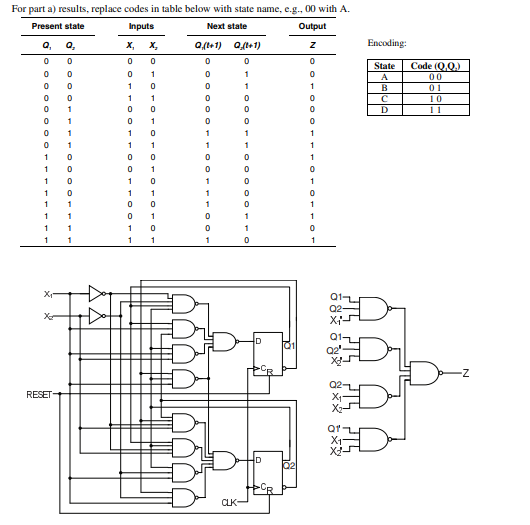 For part a) results, replace codes in table below with state name, e.g., 00 with A.
Present state Inputs Next state Output
Q₁ Q₂ X₁ X₂ Q₁(t+1) Q₂(t+1) Z
0 0 0 0 0 0 0
0 0 0 1 0 1 0
0 0 1 0 0 1 1
0 0 1 1 0 0 0
0 1 0 0 0 0 0
0 1 0 1 0 0 0
0 1 1 0 1 1 1
0 1 1 1 1 1 1
1 0 0 0 0 0 1
1 0 0 1 0 0 0
1 0 1 0 1 0 1
1 0 1 1 1 0 0
1 1 0 0 1 0 1
1 1 0 1 0 1 1
1 1 1 0 0 1 0
1 1 1 1 1 0 1
Encoding:
State Code (Q₁Q₂)
A 0 0
B 0 1
C 1 0
D 1 1
X₁
X₂
RESET
D
Q1
C
R
D
Q2
C
R
CLK
Q1
Q2
X₁'
Q1
Q2'
X₂'
Q2
X₁
X₂
Q1'
X₁
X₂'
Z